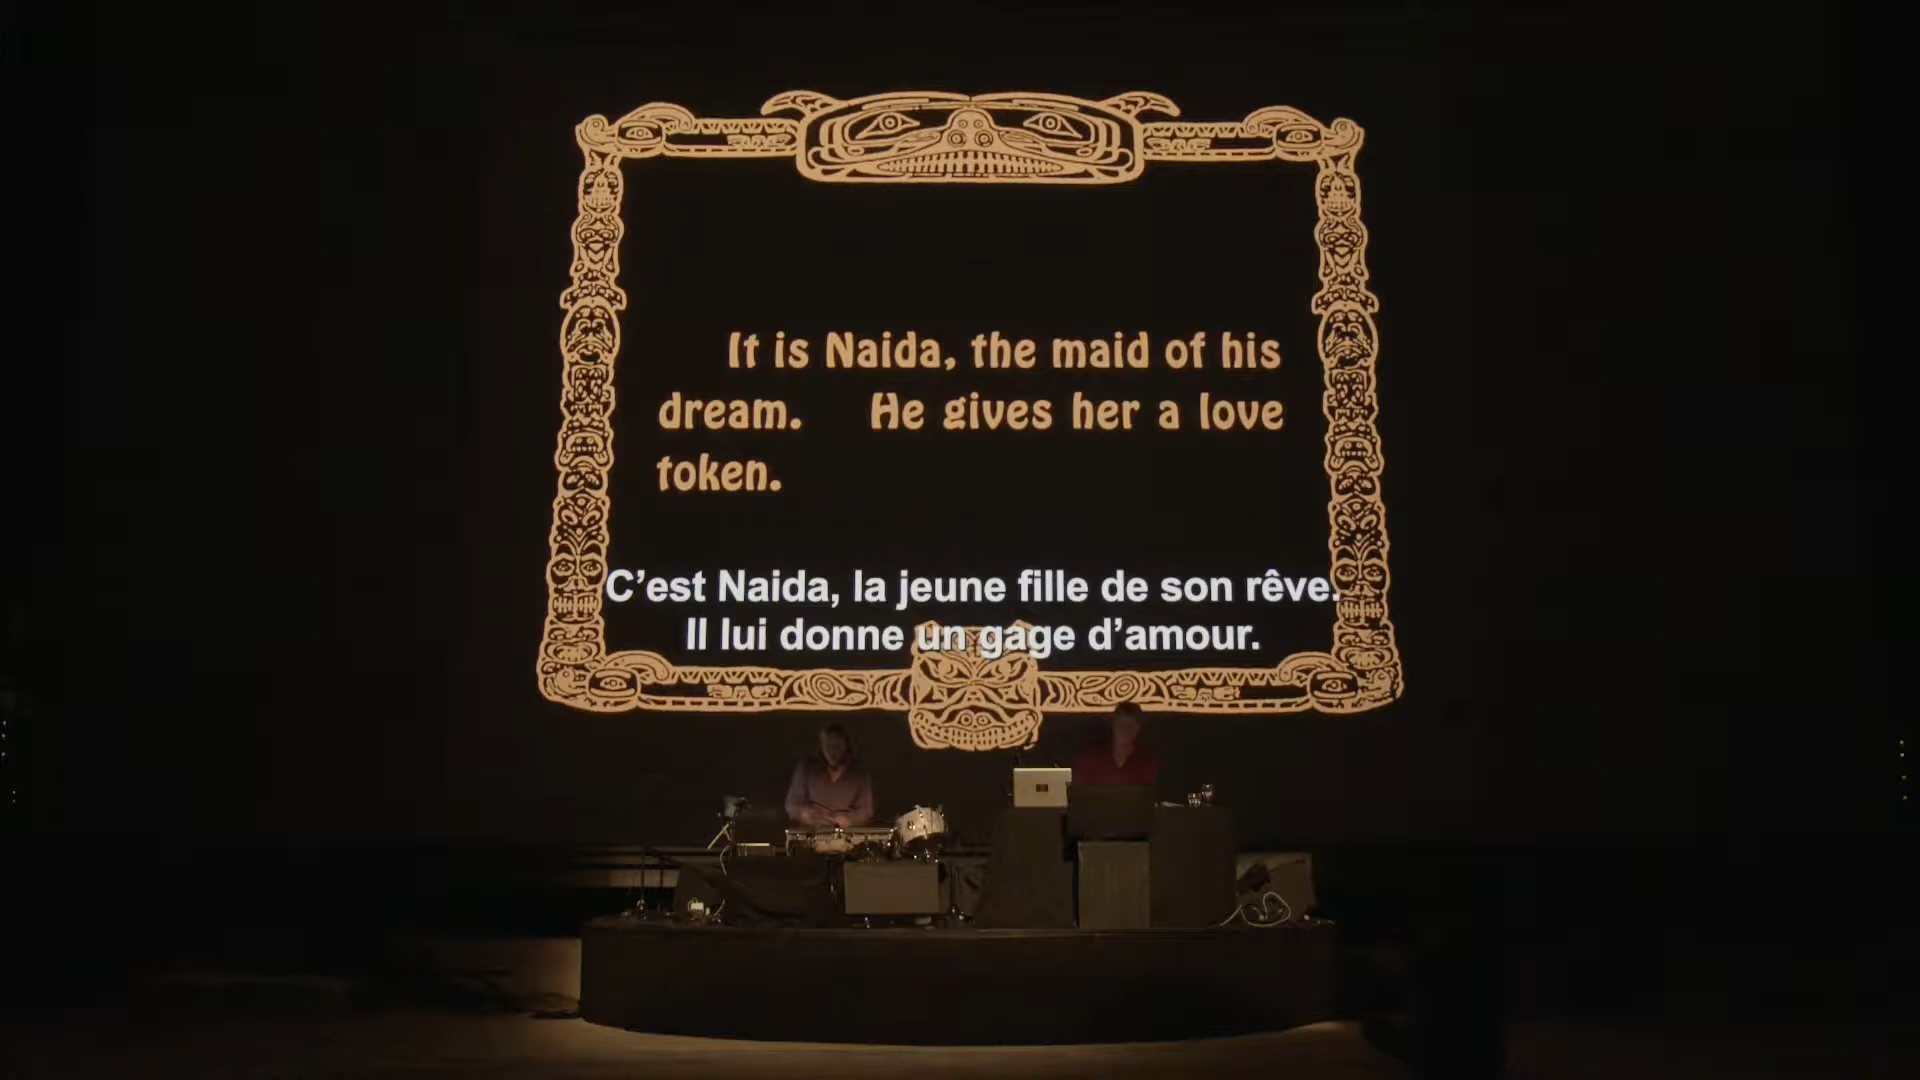 It is Naida, the maid of his
dream. He gives her a love
token.
C’est Naida, la jeune fille de son rêve.
Il lui donne un gage d’amour.